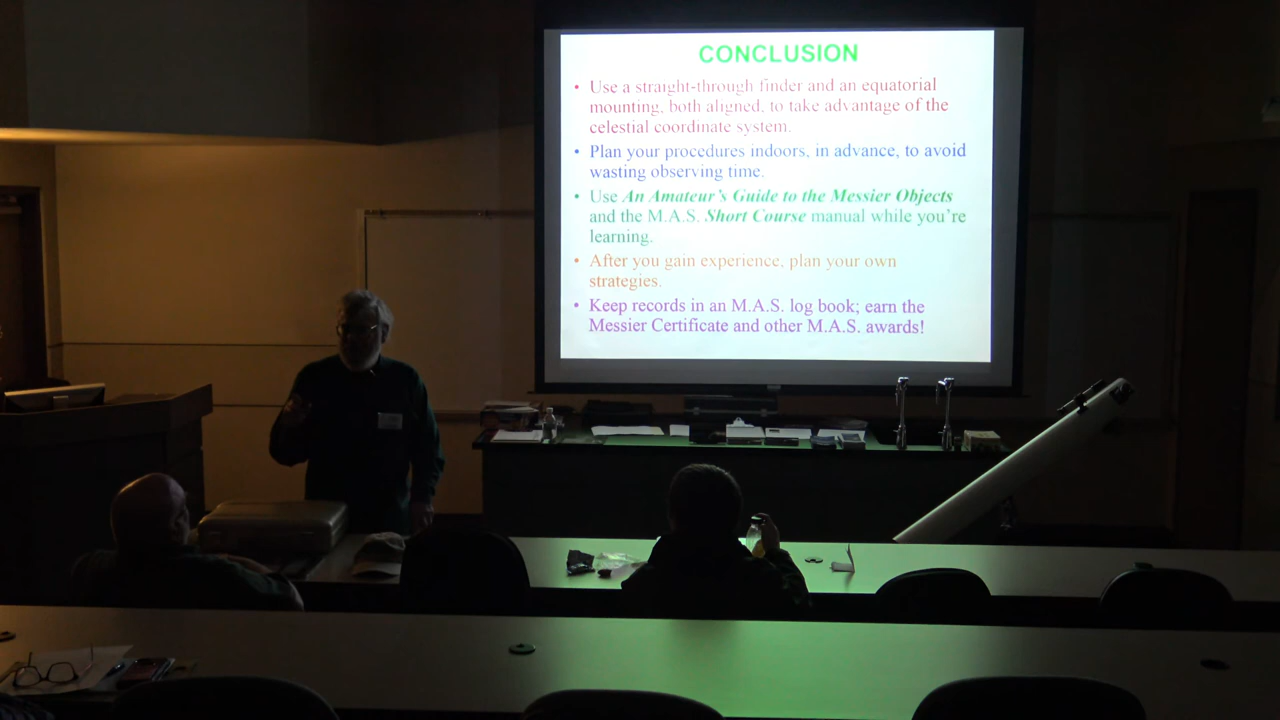 CONCLUSION
• Use a straight-through finder and an equatorial
mounting, both aligned, to take advantage of the
celestial coordinate system.
• Plan your procedures indoors, in advance, to avoid
wasting observing time.
• Use An Amateur's Guide to the Messier Objects
and the M.A.S. Short Course manual while you're
learning.
• After you gain experience, plan your own
strategies.
• Keep records in an M.A.S. log book; earn the
Messier Certificate and other M.A.S. awards!